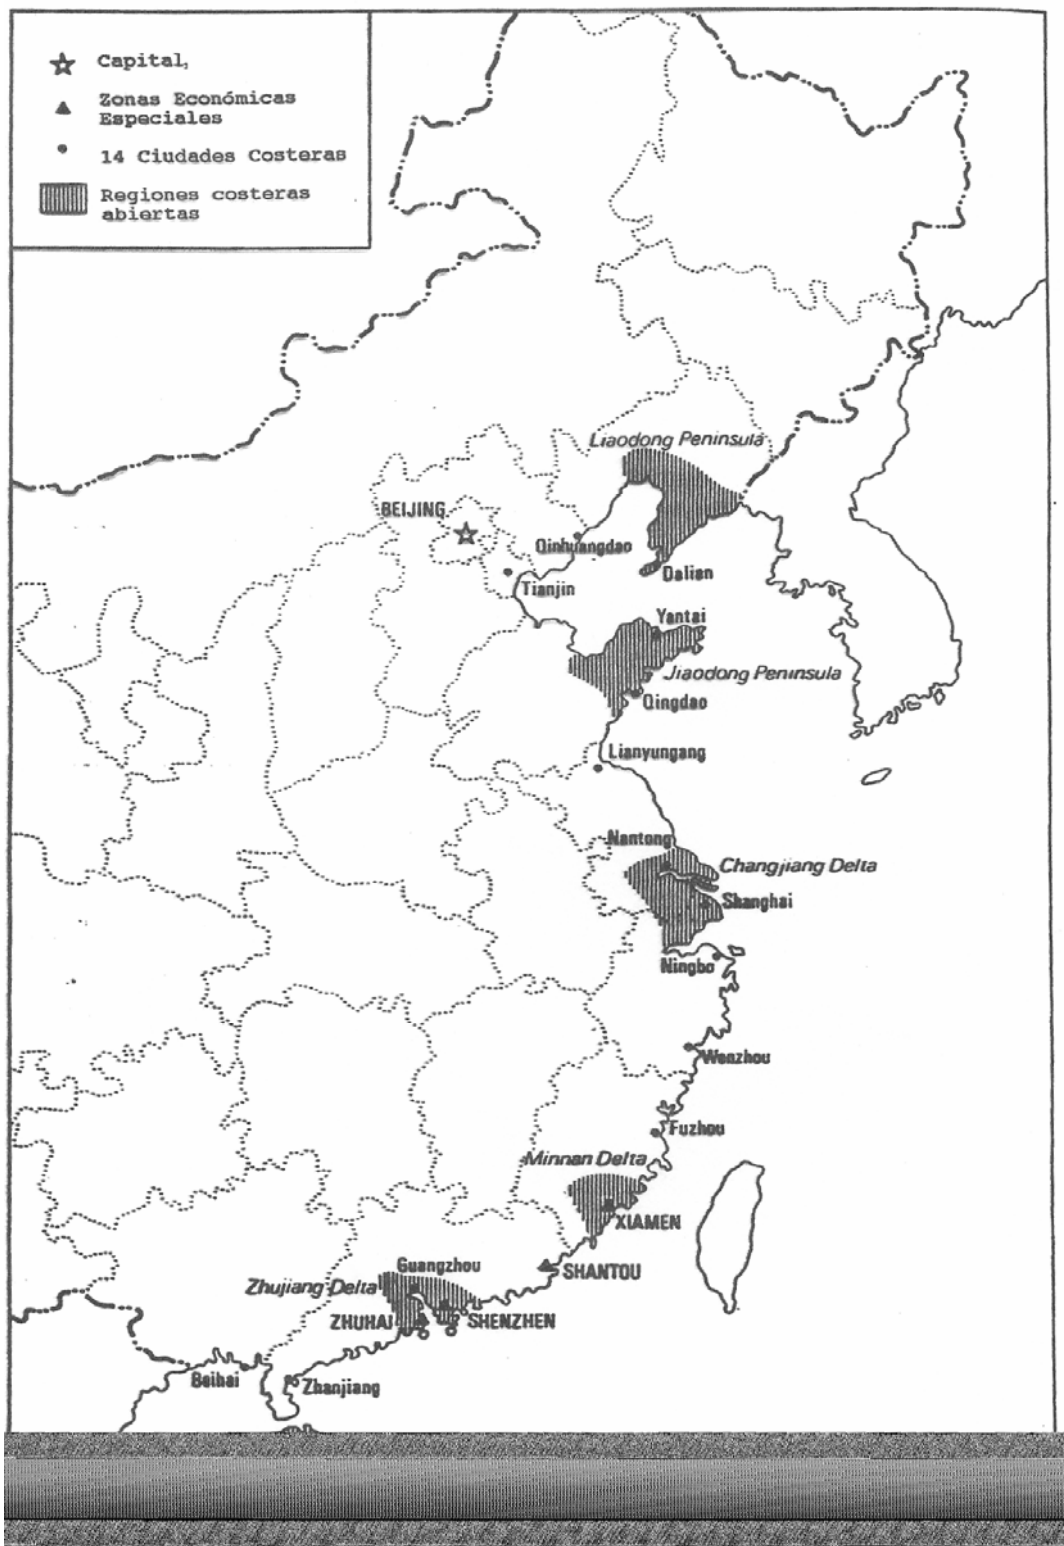 Capital,
Zonas Económicas
Especiales
14 Ciudades Costeras
Regiones costeras
abiertas
Liaodong Peninsula
BEIJING
Qinhuangdao
Dalian
Tianjin
Yantai
Jiaodong Peninsula
Qingdao
Lianyungang
Nantong
Changjiang Delta
Shanghai
Ningbo
Wenzhou
Fuzhou
Minnan Delta
XIAMEN
Guangzhou
SHANTOU
Zhujiang Delta
ZHUHAI
SHENZHEN
Beihai
Zhanjiang